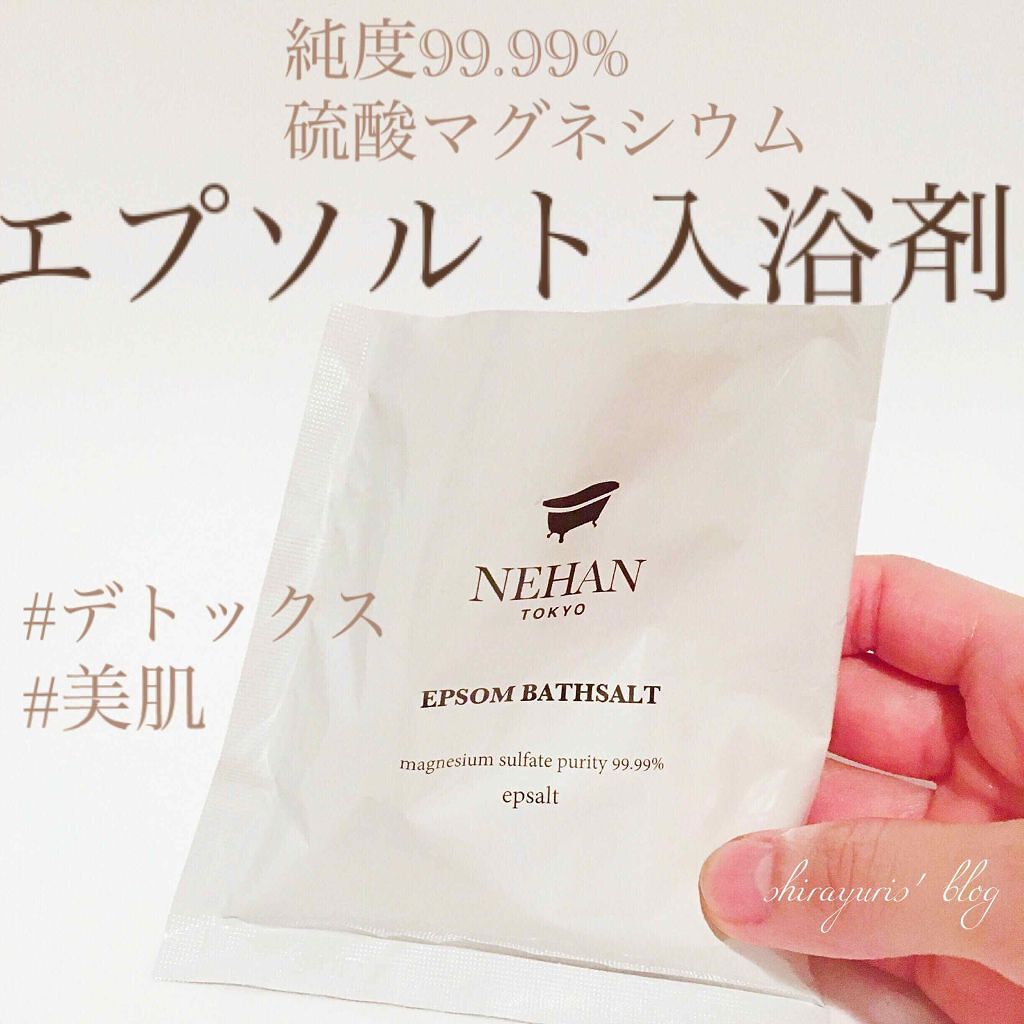 純度99.99%
硫酸マグネシウム
エプソルト入浴剤
NEHAN
TOKYO
#デトックス
#美肌
EPSOM BATHSALT
magnesium sulfate purity 99.99%
epsalt
shirayuris' blog